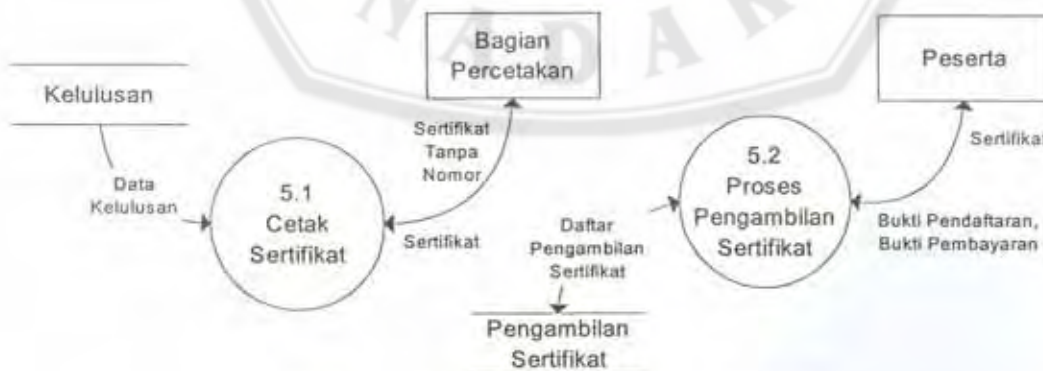 NADAR
Kelulusan
Data
Kelulusan
5.1
Cetak
Sertifikat
Bagian
Percetakan
Sertifikat
Tanpa
Nomor
Sertifikat
Daftar
Pengambilan
Sertifikat
Pengambilan
Sertifikat
5.2
Proses
Pengambilan
Sertifikat
Peserta
Sertifikat
Bukti Pendaftaran,
Bukti Pembayaran